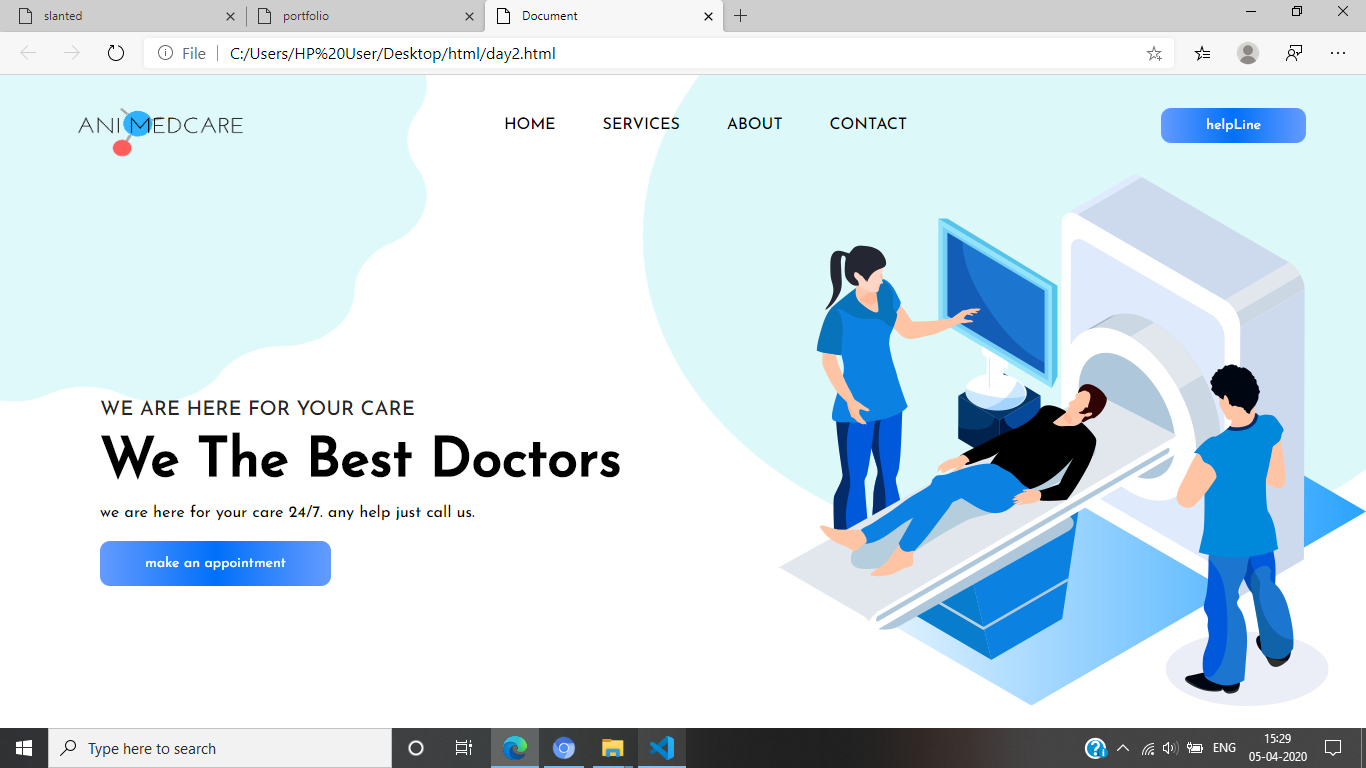 slanted
portfolio
Document
File
C:/Users/HP%20User/Desktop/html/day2.html
ANIMEDCARE
HOME
SERVICES
ABOUT
CONTACT
helpLine
WE ARE HERE FOR YOUR CARE
We The Best Doctors
we are here for your care 24/7. any help just call us.
make an appointment
Type here to search
ENG
15:29
05-04-2020